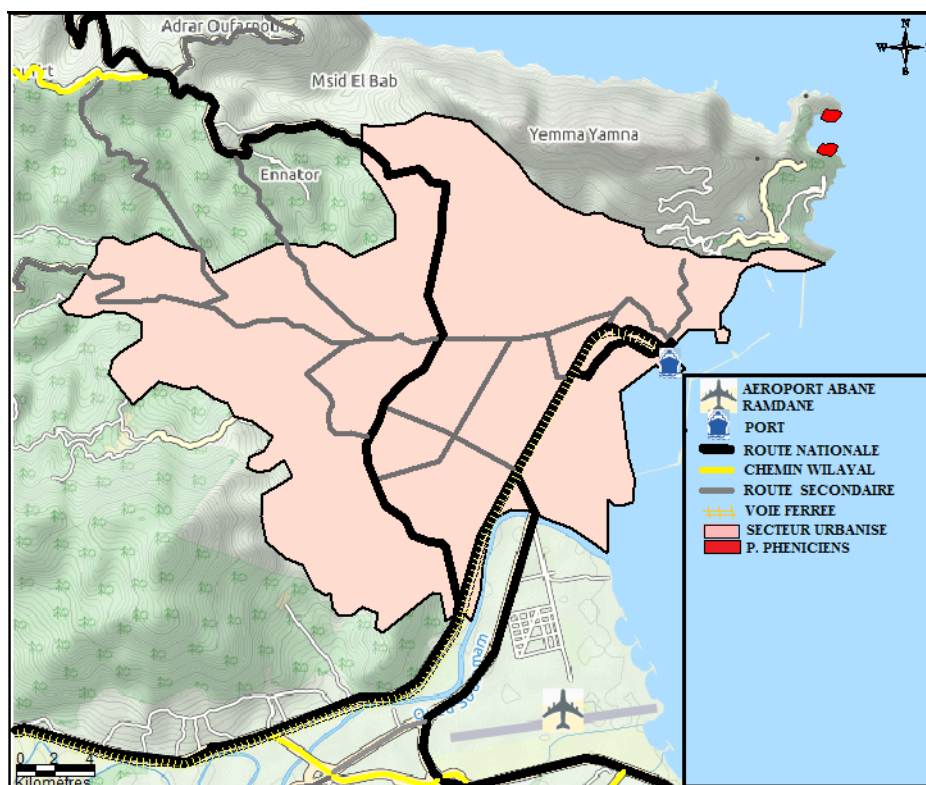 Adrar Oufarnou
N
W
S
Msid El Bab
Yemma Yamna
Ennator
AEROPORT ABANE
RAMDANE
PORT
ROUTE NATIONALE
CHEMIN WILAYAL
ROUTE SECONDAIRE
VOIE FERREE
SECTEUR URBANISE
P. PHENICIENS
0 2 4
Kilométres